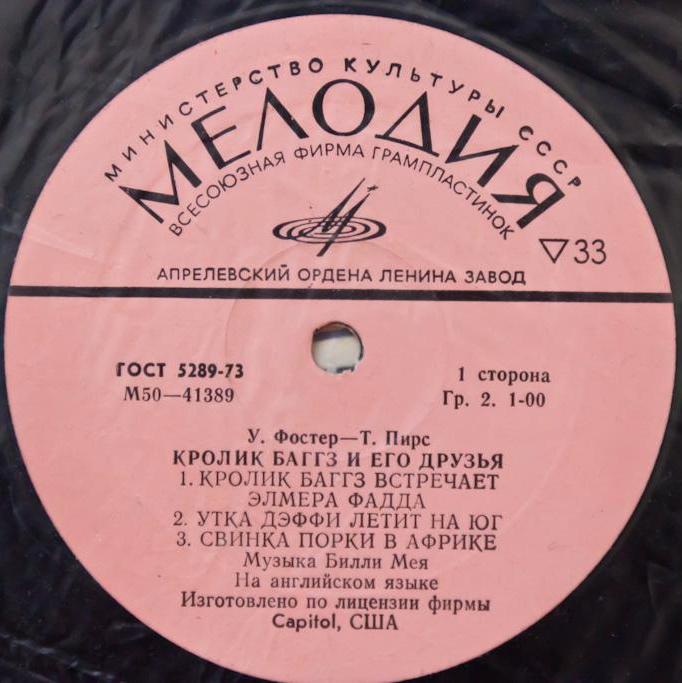 МИНИСТЕРСТВО КУЛЬТУРЫ СССР
МЕЛОДИЯ
ВСЕСОЮЗНАЯ ФИРМА ГРАМПЛАСТИНОК
▽33
АПРЕЛЕВСКИЙ ОРДЕНА ЛЕНИНА ЗАВОД
ГОСТ 5289-73
М50—41389
1 сторона
Гр. 2. 1-00
У. Фостер—Т. Пирс
КРОЛИК БАГГЗ И ЕГО ДРУЗЬЯ
1. КРОЛИК БАГГЗ ВСТРЕЧАЕТ
ЭЛМЕРА ФАДДА
2. УТКА ДЭФФИ ЛЕТИТ НА ЮГ
3. СВИНКА ПОРКИ В АФРИКЕ
Музыка Билли Мея
На английском языке
Изготовлено по лицензии фирмы
Capitol, США